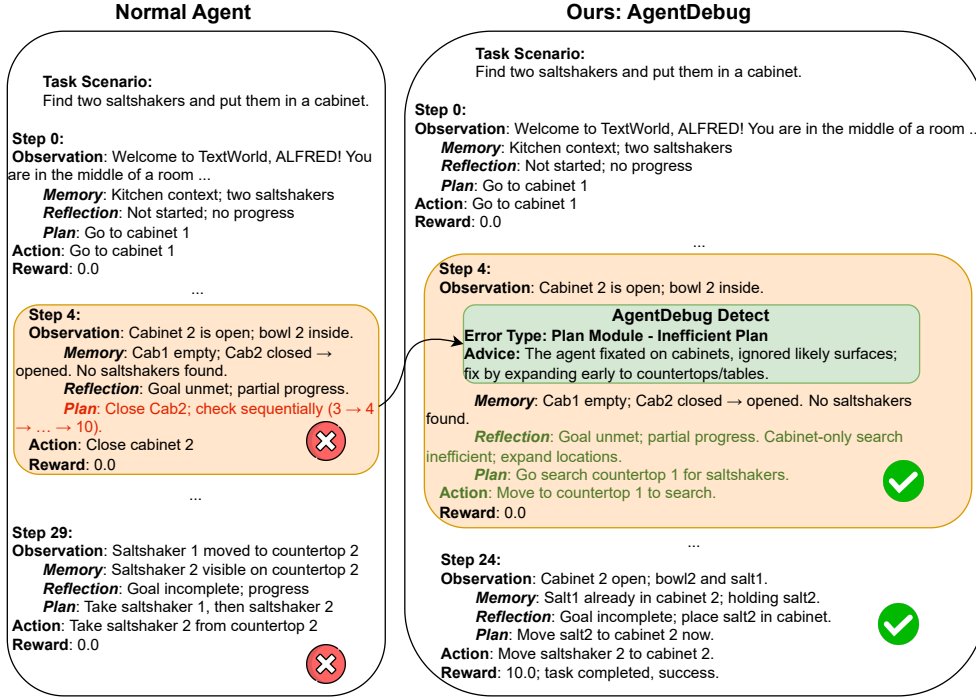 Normal Agent
Task Scenario:
Find two saltshakers and put them in a cabinet.
Step 0:
Observation: Welcome to TextWorld, ALFRED! You
are in the middle of a room ...
Memory: Kitchen context; two saltshakers
Reflection: Not started; no progress
Plan: Go to cabinet 1
Action: Go to cabinet 1
Reward: 0.0
...
Step 4:
Observation: Cabinet 2 is open; bowl 2 inside.
Memory: Cab1 empty; Cab2 closed →
opened. No saltshakers found.
Reflection: Goal unmet; partial progress.
Plan: Close Cab2; check sequentially (3 → 4
→ ... → 10).
Action: Close cabinet 2
Reward: 0.0
...
Step 29:
Observation: Saltshaker 1 moved to countertop 2
Memory: Saltshaker 2 visible on countertop 2
Reflection: Goal incomplete; progress
Plan: Take saltshaker 1, then saltshaker 2
Action: Take saltshaker 2 from countertop 2
Reward: 0.0
Ours: AgentDebug
Task Scenario:
Find two saltshakers and put them in a cabinet.
Step 0:
Observation: Welcome to TextWorld, ALFRED! You are in the middle of a room ...
Memory: Kitchen context; two saltshakers
Reflection: Not started; no progress
Plan: Go to cabinet 1
Action: Go to cabinet 1
Reward: 0.0
...
Step 4:
Observation: Cabinet 2 is open; bowl 2 inside.
AgentDebug Detect
Error Type: Plan Module - Inefficient Plan
Advice: The agent fixated on cabinets, ignored likely surfaces;
fix by expanding early to countertops/tables.
Memory: Cab1 empty; Cab2 closed → opened. No saltshakers
found.
Reflection: Goal unmet; partial progress. Cabinet-only search
inefficient; expand locations.
Plan: Go search countertop 1 for saltshakers.
Action: Move to countertop 1 to search.
Reward: 0.0
...
Step 24:
Observation: Cabinet 2 open; bowl2 and salt1.
Memory: Salt1 already in cabinet 2; holding salt2.
Reflection: Goal incomplete; place salt2 in cabinet.
Plan: Move salt2 to cabinet 2 now.
Action: Move saltshaker 2 to cabinet 2.
Reward: 10.0; task completed, success.